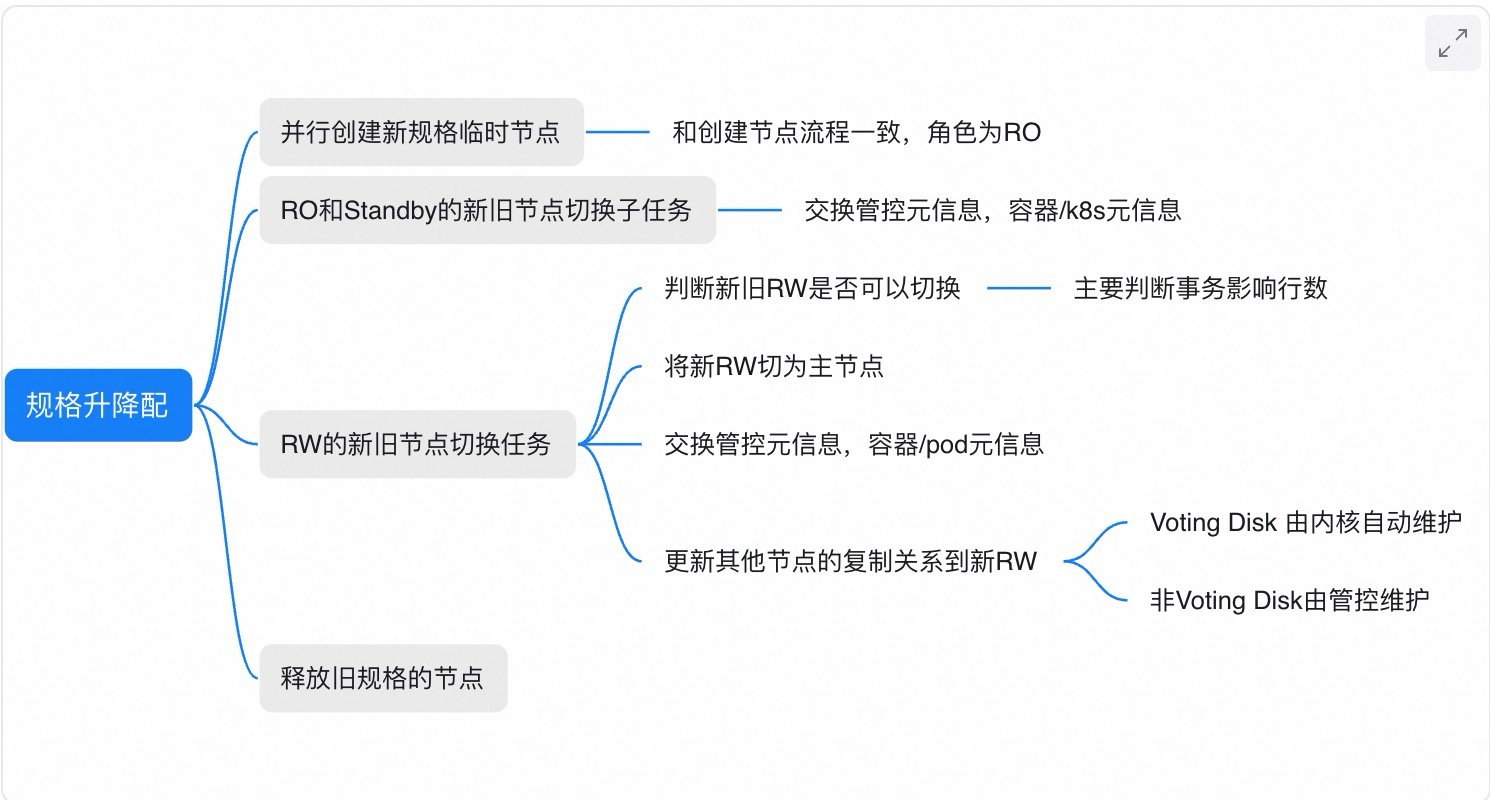 规格升降配
并行创建新规格临时节点
和创建节点流程一致，角色为RO
RO和Standby的新旧节点切换子任务
交换管控元信息，容器/k8s元信息
RW的新旧节点切换任务
判断新旧RW是否可以切换
主要判断事务影响行数
将新RW切为主节点
交换管控元信息，容器/pod元信息
更新其他节点的复制关系到新RW
Voting Disk 由内核自动维护
非Voting Disk由管控维护
释放旧规格的节点